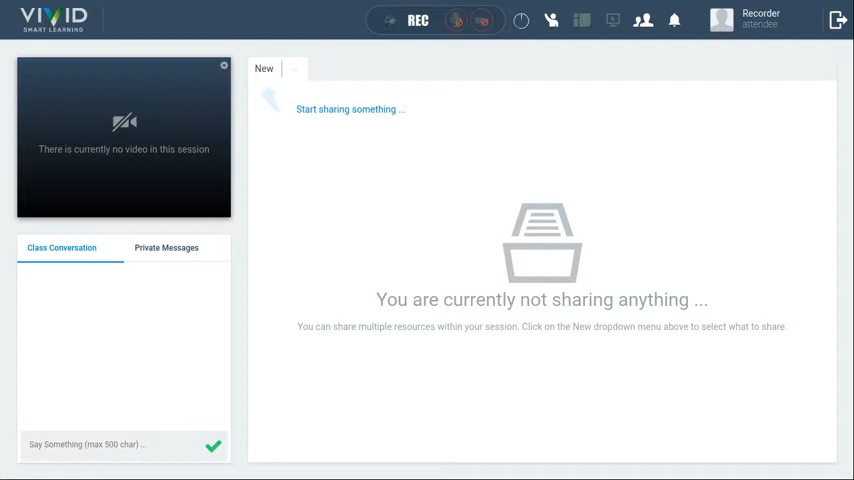 VIVID
SMART LEARNING
REC
Recorder
attendee
There is currently no video in this session
New
Start sharing something ...
You are currently not sharing anything ...
You can share multiple resources within your session. Click on the New dropdown menu above to select what to share.
Class Conversation
Private Messages
Say Something (max 500 char) ...